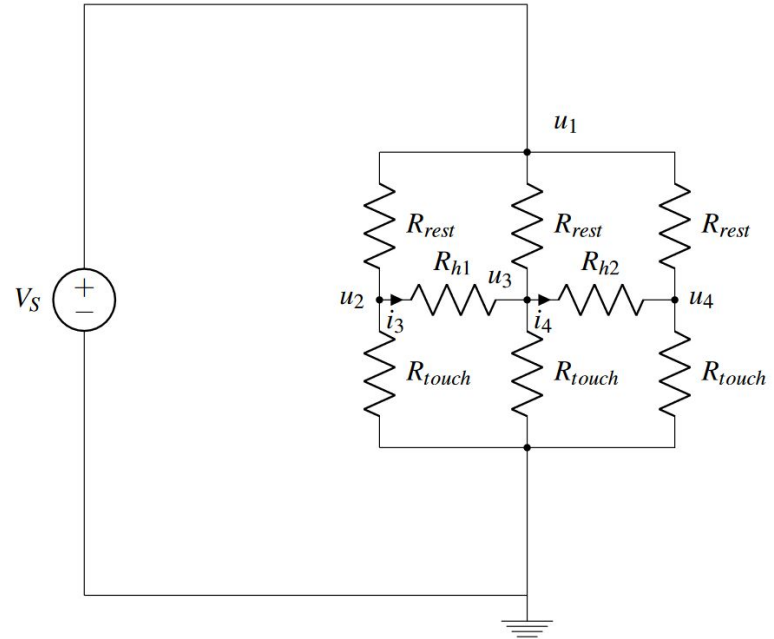 u1
Rrest Rrest Rrest
Rh1 u3 Rh2
VS + − u2 u4
i3 i4
Rtouch Rtouch Rtouch